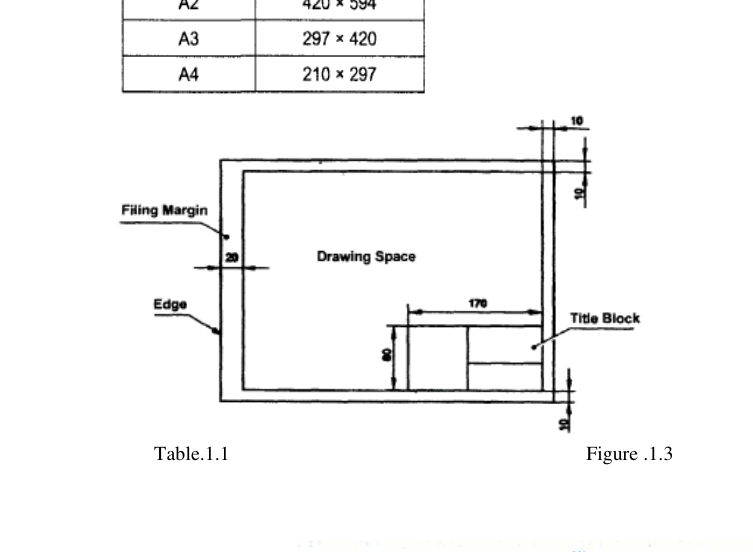 A2 420 × 594
A3 297 × 420
A4 210 × 297
10
10
Filing Margin
20
Drawing Space
Edge
170
Title Block
60
10
Table.1.1 Figure .1.3